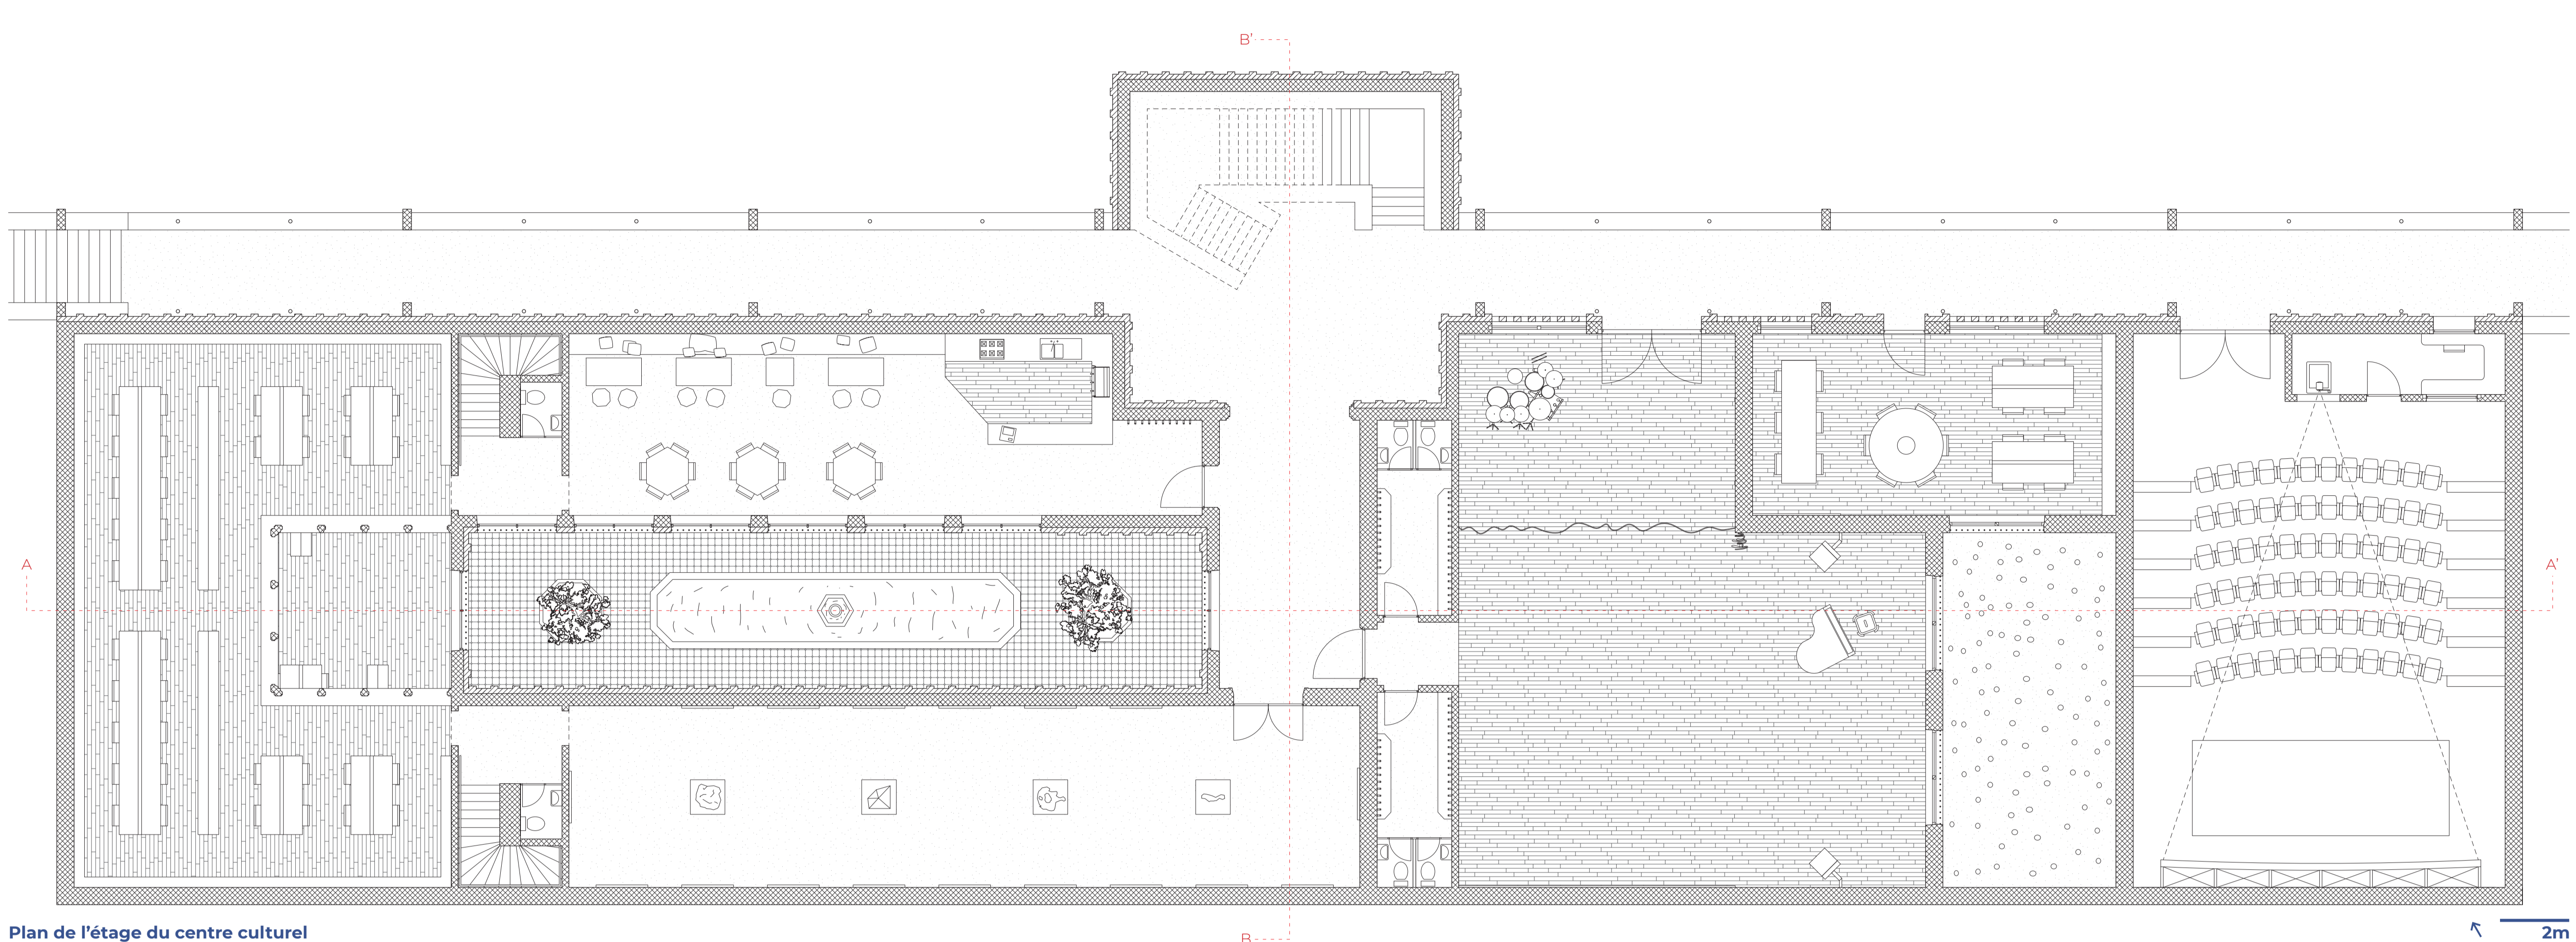 B'
A
A'
B
Plan de l'étage du centre culturel
2m